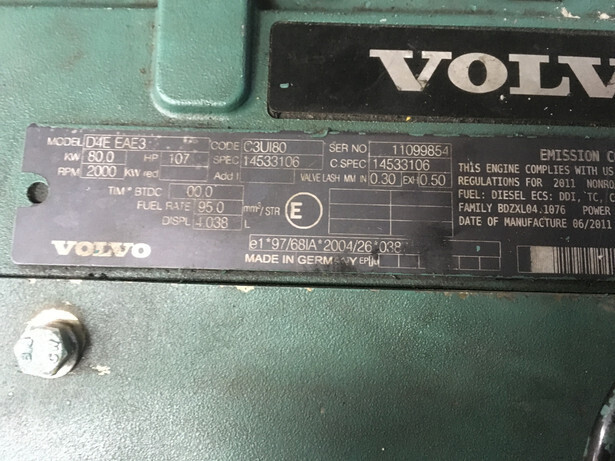 VOLV
MODEL D4E EAE3 CODE C3UI80 SER NO 11099854
KW 80.0 HP 107 SPEC 14533106 C SPEC 14533106
RPM 2000 KW red Add.I VALVE LASH MM IN 0.30 EXH 0.50
TIM ° BTDC 00.0
FUEL RATE 95.0 mm³/STR E
DISPL 4.038 L
VOLVO
e1*97/68IA*2004/26*038
MADE IN GERMANY
EMISSION C
THIS ENGINE COMPLIES WITH US
REGULATIONS FOR 2011 NONR
FUEL: DIESEL ECS: DDI, TC, C
FAMILY BDZXL04.1076 POWER
DATE OF MANUFACTURE 06/2011